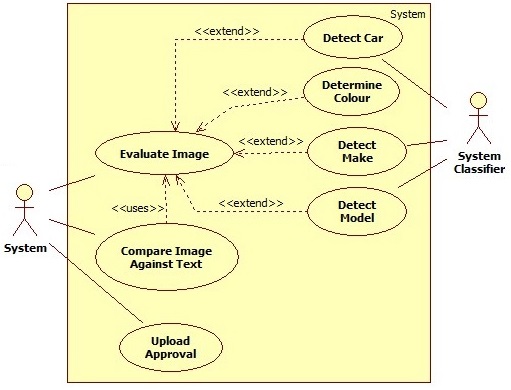 System
<<extend>>
Detect Car
<<extend>>
Determine
Colour
Evaluate Image
<<extend>>
Detect
Make
System
Classifier
<<uses>>
<<extend>>
Detect
Model
System
Compare Image
Against Text
Upload
Approval